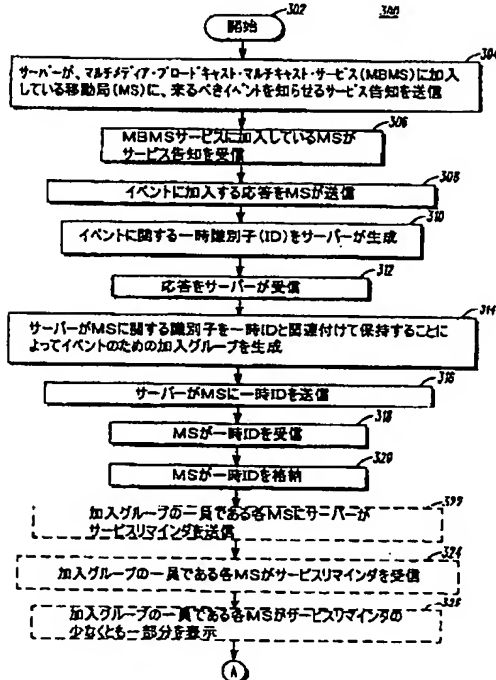 302
300
開始
304
サーバーが、マルチメディア・ブロードキャスト・マルチキャスト・サービス(MBMS)に加入
している移動局(MS)に、来るべきイベントを知らせるサービス告知を送信
306
MBMSサービスに加入しているMSが
サービス告知を受信
308
イベントに加入する応答をMSが送信
310
イベントに関する一時識別子(ID)をサーバーが生成
312
応答をサーバーが受信
314
サーバーがMSに関する識別子を一時IDと関連付けて保持することに
よってイベントのための加入グループを生成
316
サーバーがMSに一時IDを送信
318
MSが一時IDを受信
320
MSが一時IDを格納
322
加入グループの一員である各MSにサーバーが
サービスリマインダを送信
324
加入グループの一員である各MSがサービスリマインダを受信
326
加入グループの一員である各MSがサービスリマインダの
少なくとも一部分を表示
A